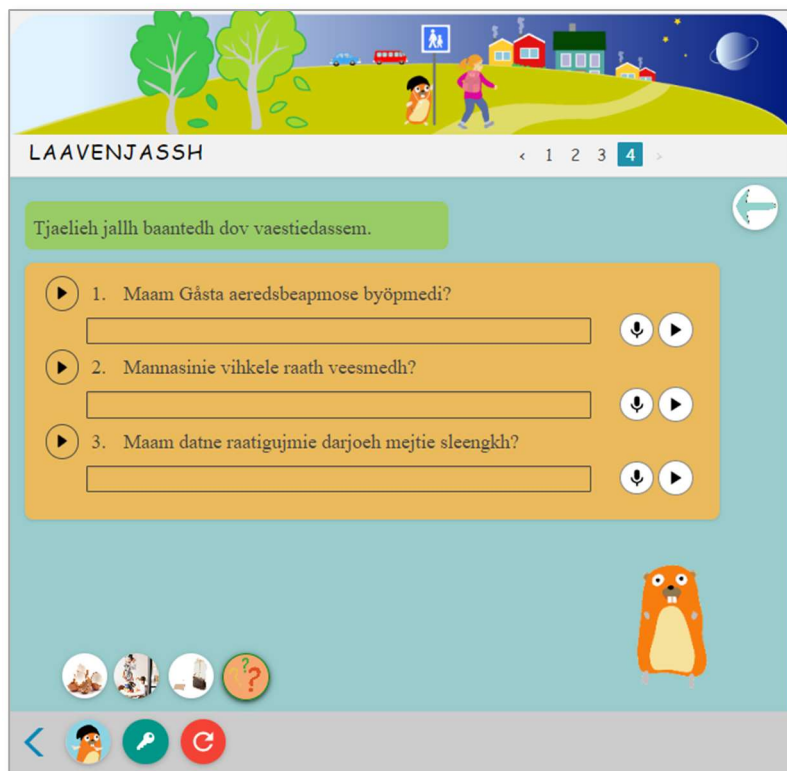 LAAVENJASSH
‹ 1 2 3 4 ›
Tjaelieh jallh baantedh dov vaestiedassem.
1. Maam Gåsta aeredsbeapmose byöpmedi?
2. Mannasinie vihkele raath veesmedh?
3. Maam datne raatigujmie darjoeh mejtie sleengkh?
???